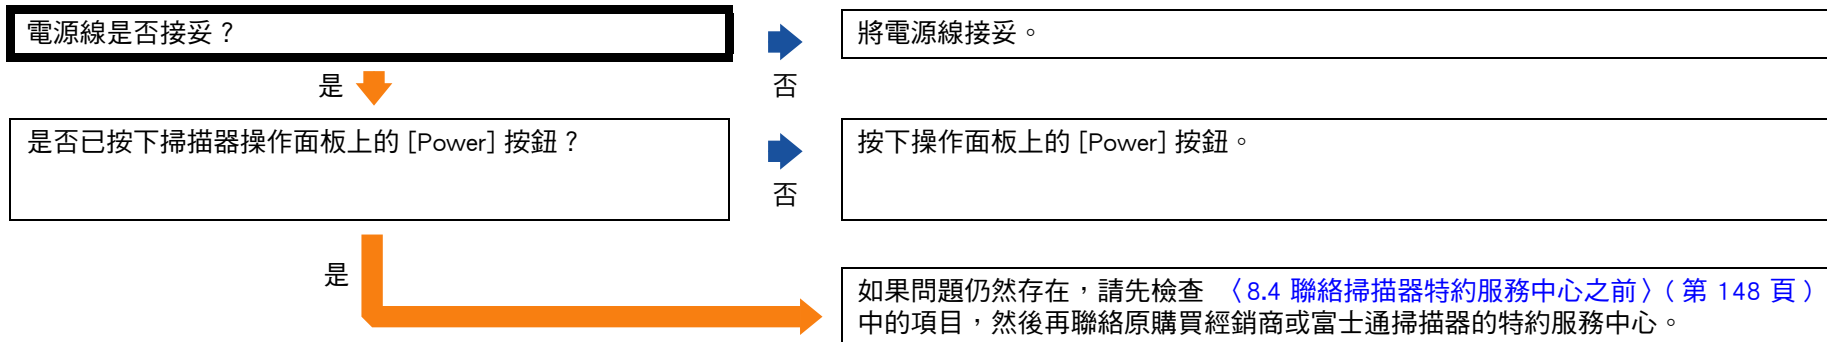 電源線是否接妥？
將電源線接妥。
是
否
是否已按下掃描器操作面板上的 [Power] 按鈕？
按下操作面板上的 [Power] 按鈕。
否
是
如果問題仍然存在，請先檢查 〈8.4 聯絡掃描器特約服務中心之前〉( 第 148 頁 )
中的項目，然後再聯絡原購買經銷商或富士通掃描器的特約服務中心。